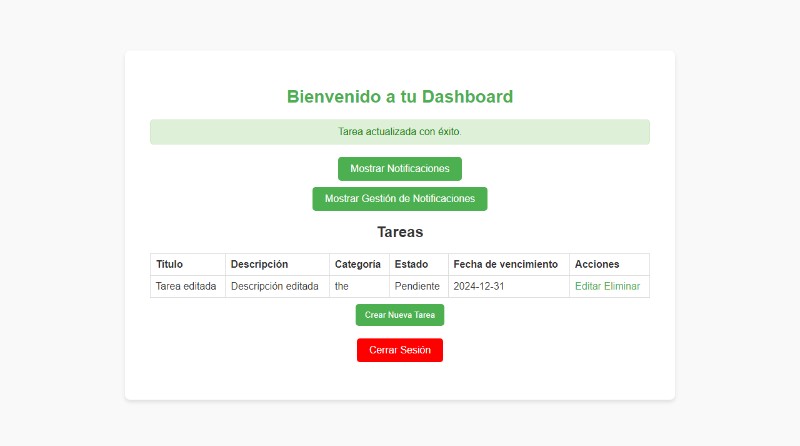 Bienvenido a tu Dashboard
Tarea actualizada con éxito.
Mostrar Notificaciones
Mostrar Gestión de Notificaciones
Tareas
Título Descripción Categoría Estado Fecha de vencimiento Acciones
Tarea editada Descripción editada the Pendiente 2024-12-31 Editar Eliminar
Crear Nueva Tarea
Cerrar Sesión